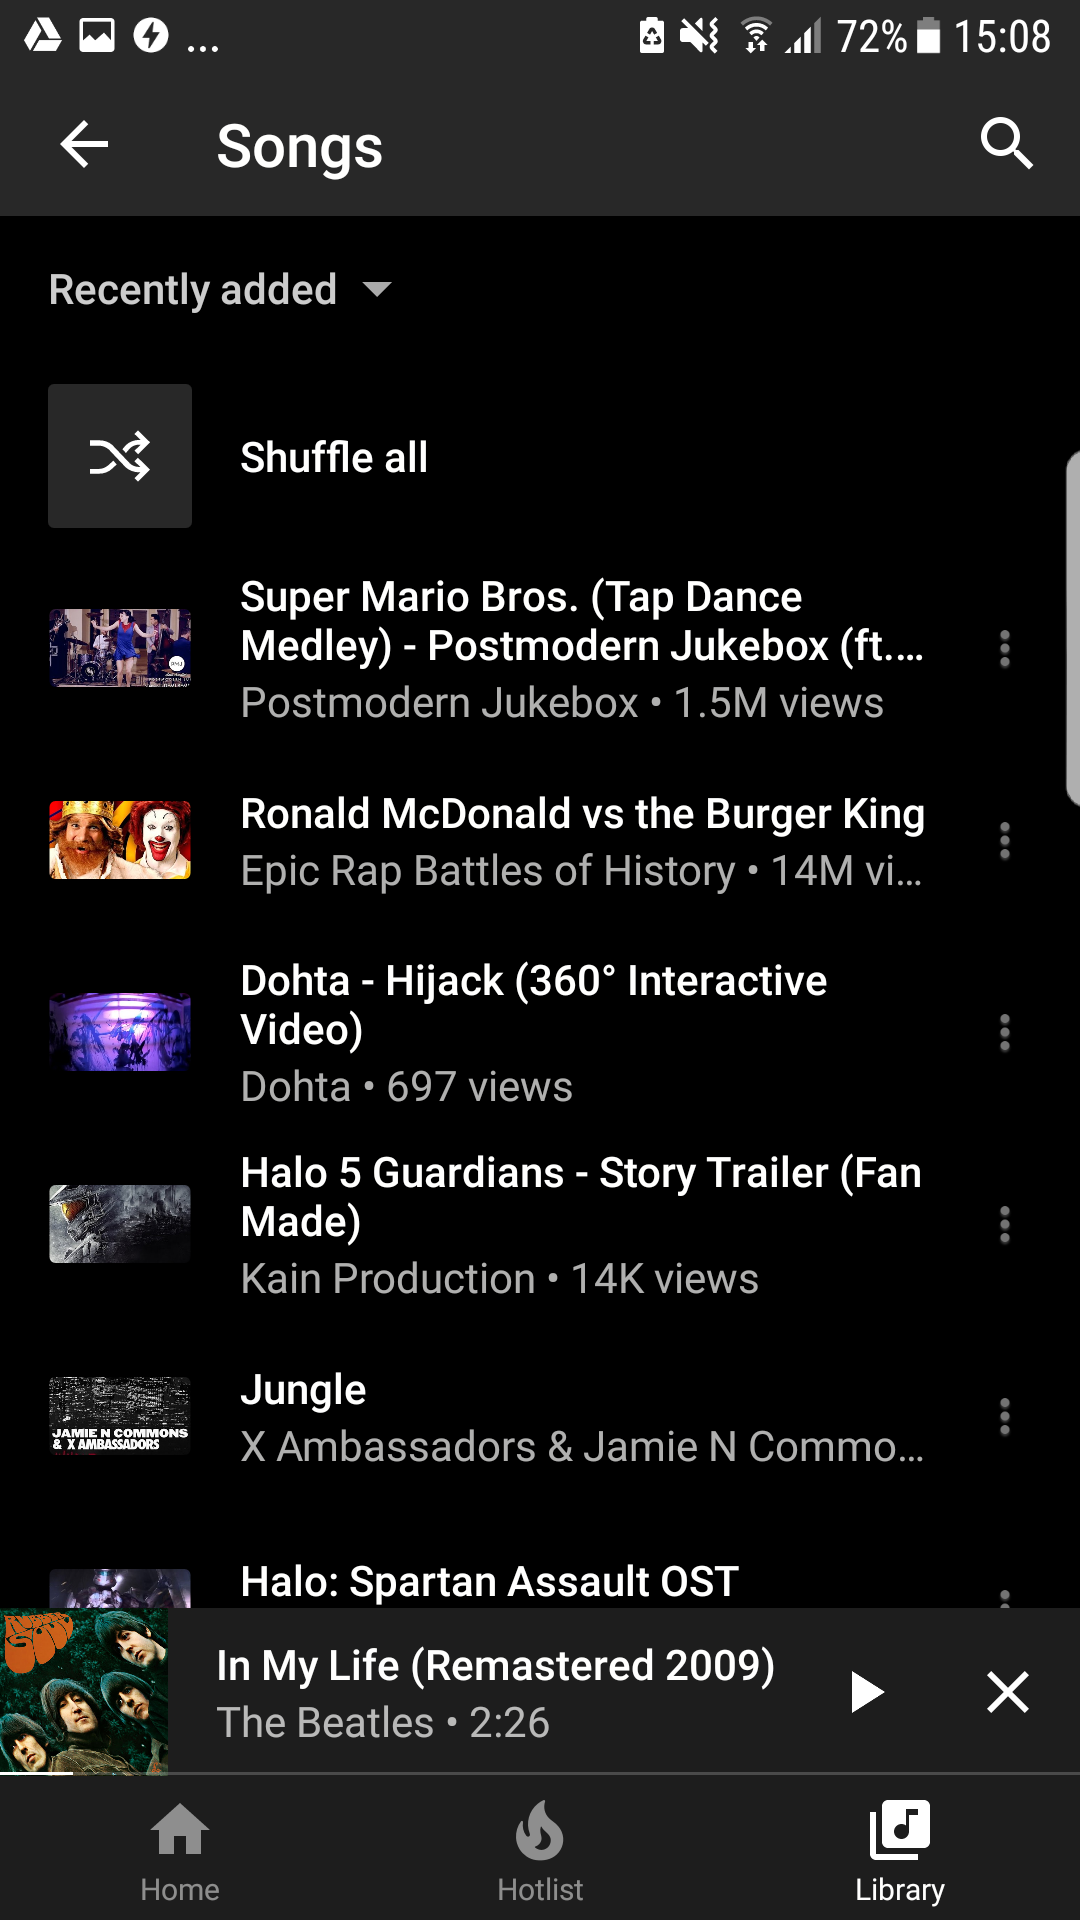 ... 72% 15:08
Songs
Recently added
Shuffle all
Super Mario Bros. (Tap Dance
Medley) - Postmodern Jukebox (ft....
Postmodern Jukebox • 1.5M views
Ronald McDonald vs the Burger King
Epic Rap Battles of History • 14M vi...
Dohta - Hijack (360° Interactive
Video)
Dohta • 697 views
Halo 5 Guardians - Story Trailer (Fan
Made)
Kain Production • 14K views
JAMIE N COMMONS
& X AMBASSADORS
Jungle
X Ambassadors & Jamie N Commo...
Halo: Spartan Assault OST
RUBBER
SOUL
In My Life (Remastered 2009)
The Beatles • 2:26
Home
Hotlist
Library